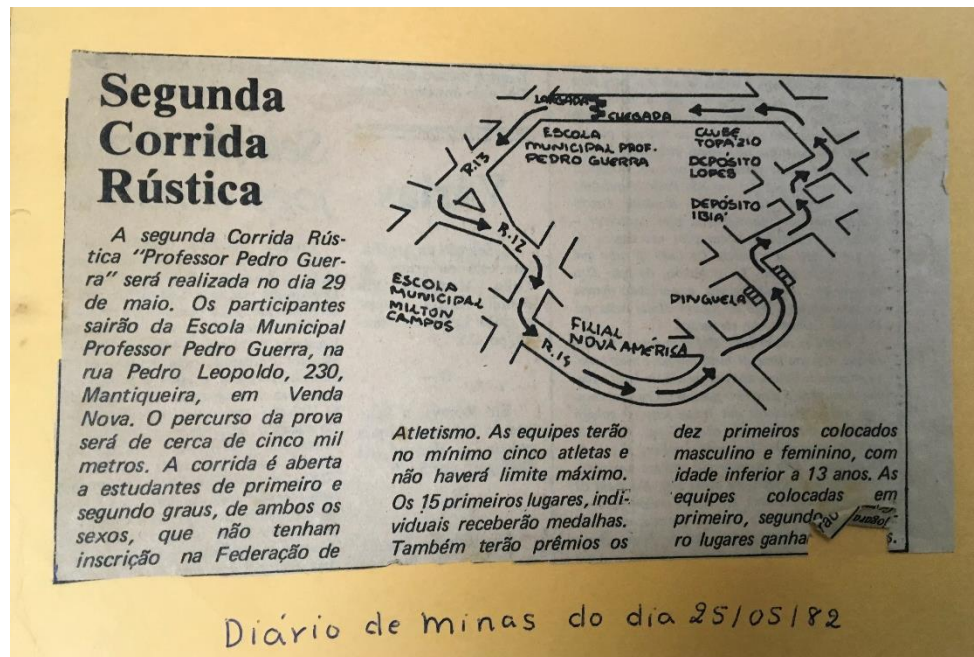 Segunda
Corrida
Rústica
A segunda Corrida Rús-
tica "Professor Pedro Guer-
ra" será realizada no dia 29
de maio. Os participantes
sairão da Escola Municipal
Professor Pedro Guerra, na
rua Pedro Leopoldo, 230,
Mantiqueira, em Venda
Nova. O percurso da prova
será de cerca de cinco mil
metros. A corrida é aberta
a estudantes de primeiro e
segundo graus, de ambos os
sexos, que não tenham
inscrição na Federação de
LARGADA
CHEGADA
ESCOLA
MUNICIPAL PROF.
PEDRO GUERRA
CLUBE
TOPÁZIO
DEPÓSITO
LOPES
DEPÓSITO
IBIÁ
R.13
R.12
ESCOLA
MUNICIPAL
MILTON
CAMPOS
PINGUELA
FILIAL
NOVA AMÉRICA
R.15
Atletismo. As equipes terão
no mínimo cinco atletas e
não haverá limite máximo.
Os 15 primeiros lugares, indi-
viduais receberão medalhas.
Também terão prêmios os
dez primeiros colocados
masculino e feminino, com
idade inferior a 13 anos. As
equipes colocadas em
primeiro, segundo
ro lugares ganha s.
Diário de minas do dia 25/05/82